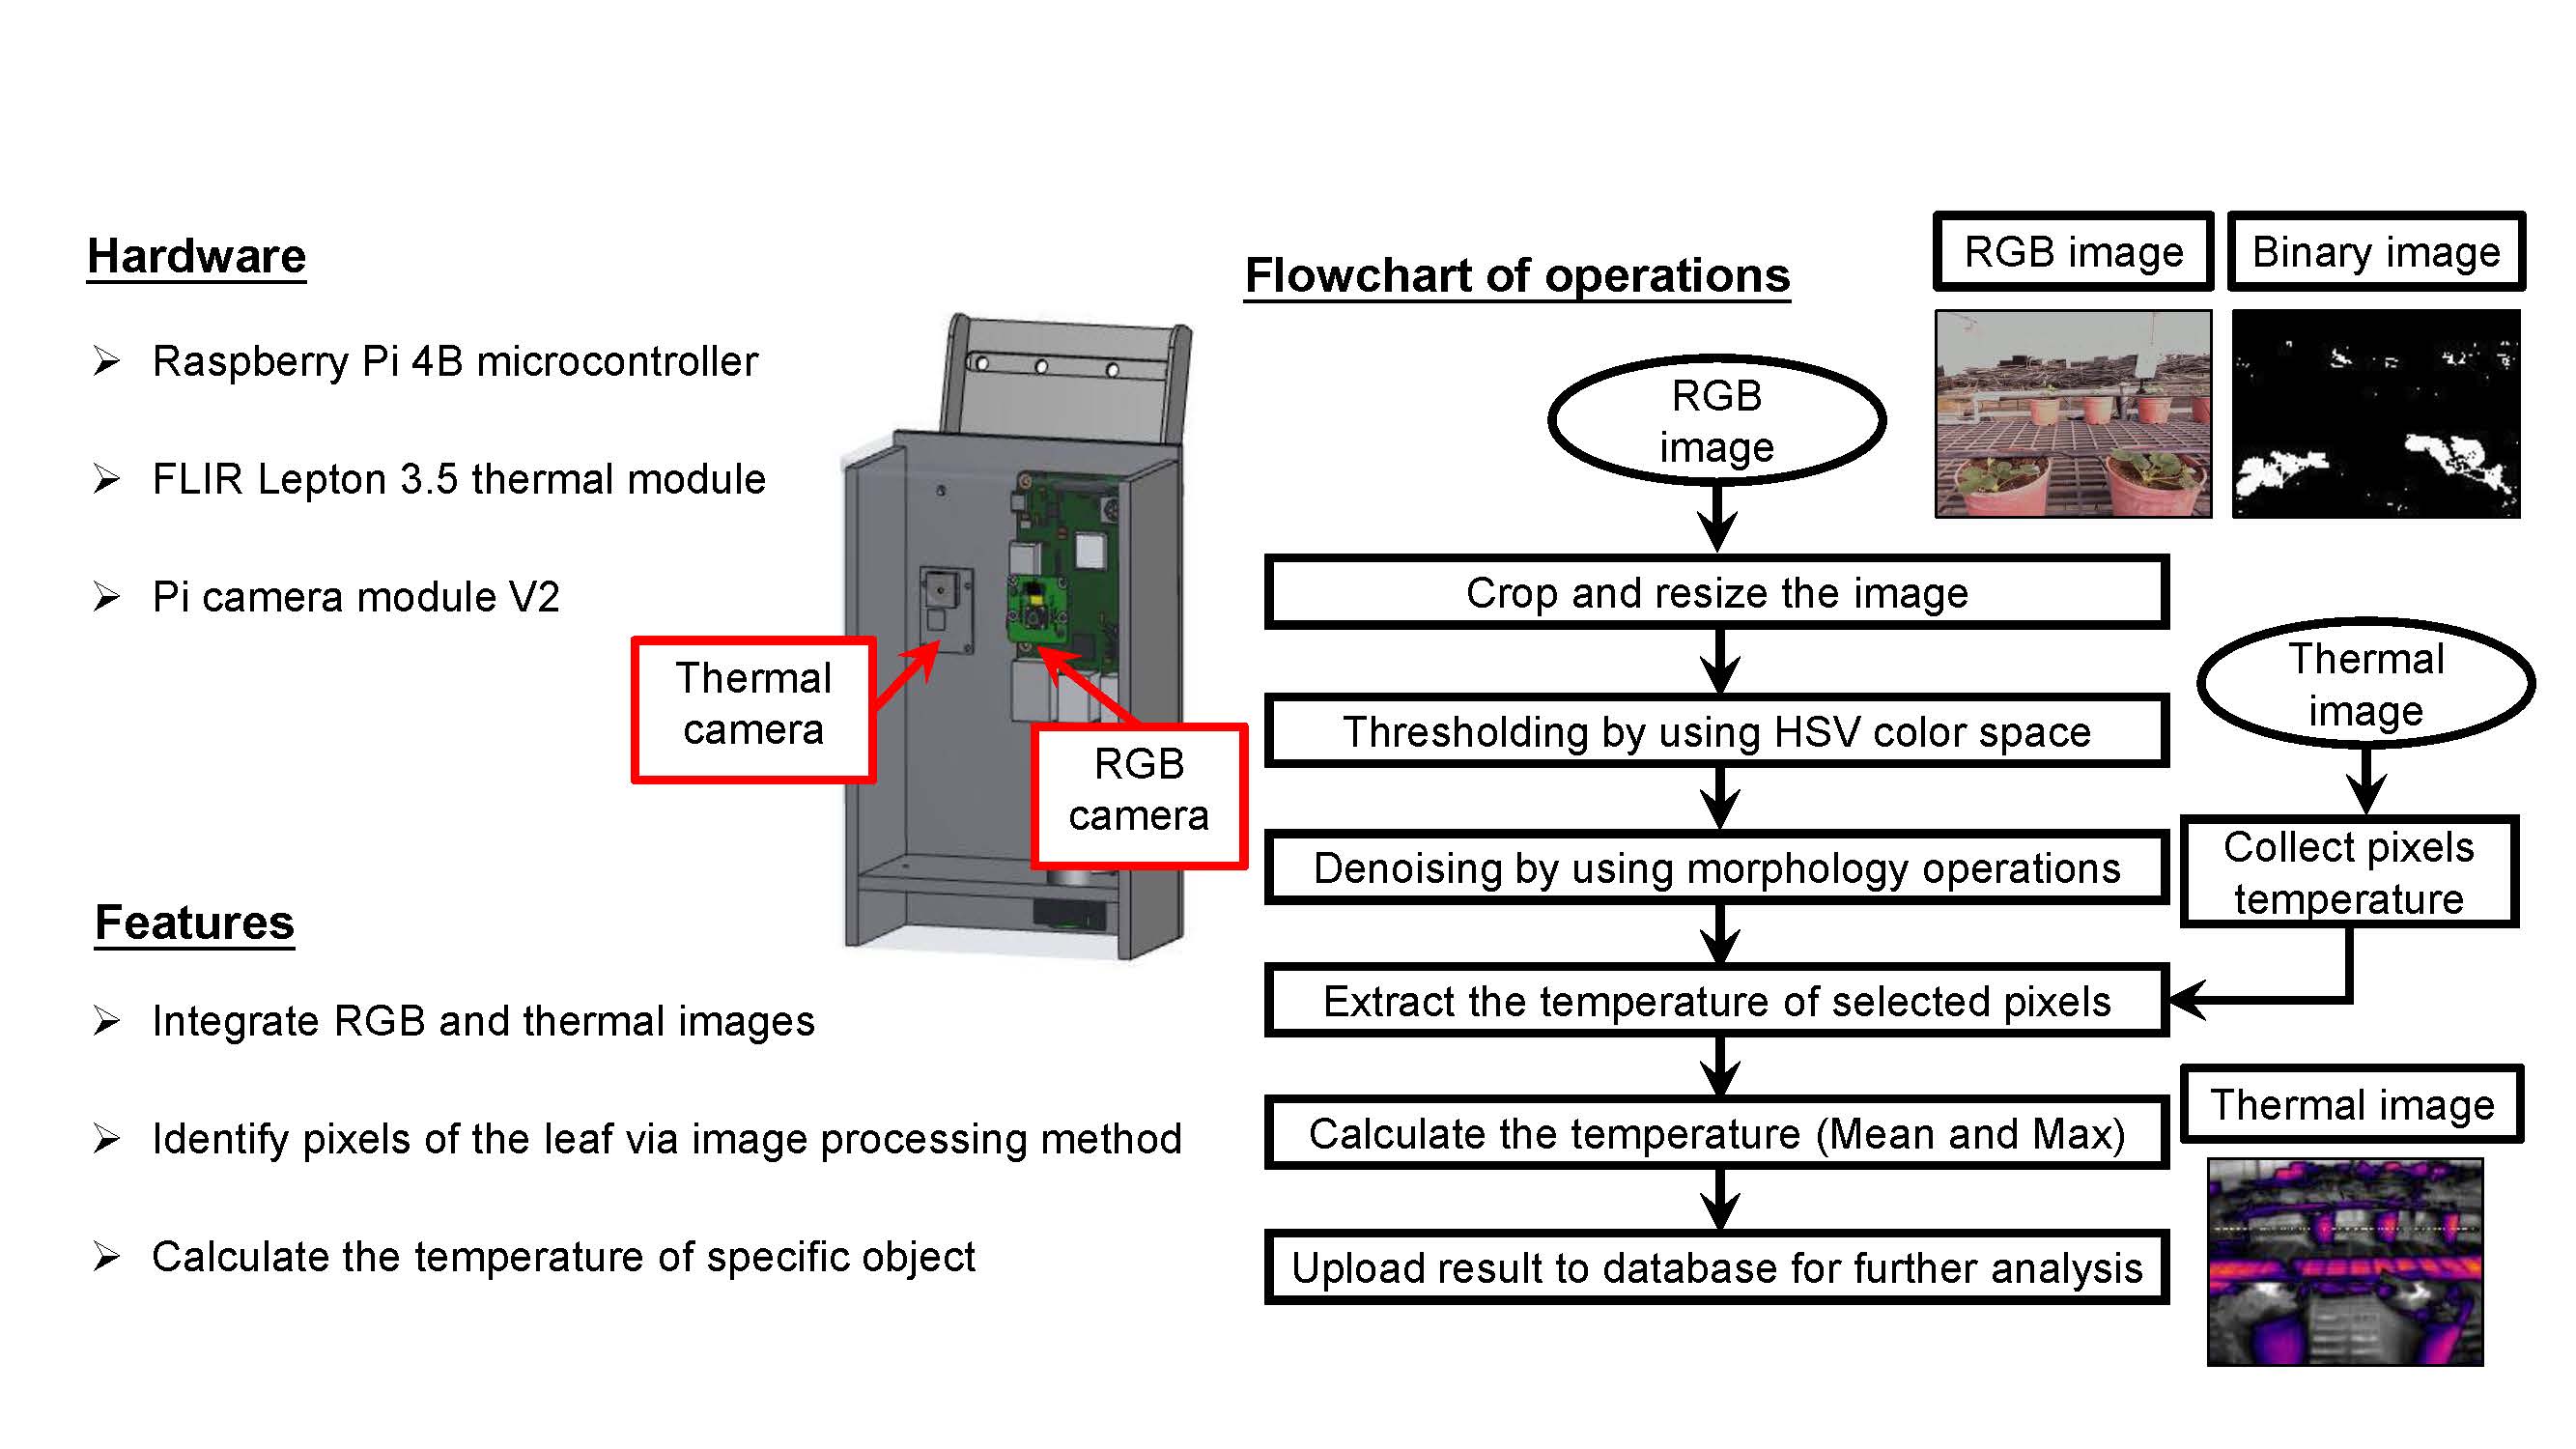 Hardware
Raspberry Pi 4B microcontroller
FLIR Lepton 3.5 thermal module
Pi camera module V2
Thermal
camera
RGB
camera
Features
Integrate RGB and thermal images
Identify pixels of the leaf via image processing method
Calculate the temperature of specific object
Flowchart of operations
RGB image
Binary image
RGB
image
Crop and resize the image
Thresholding by using HSV color space
Denoising by using morphology operations
Thermal
image
Collect pixels
temperature
Extract the temperature of selected pixels
Calculate the temperature (Mean and Max)
Upload result to database for further analysis
Thermal image